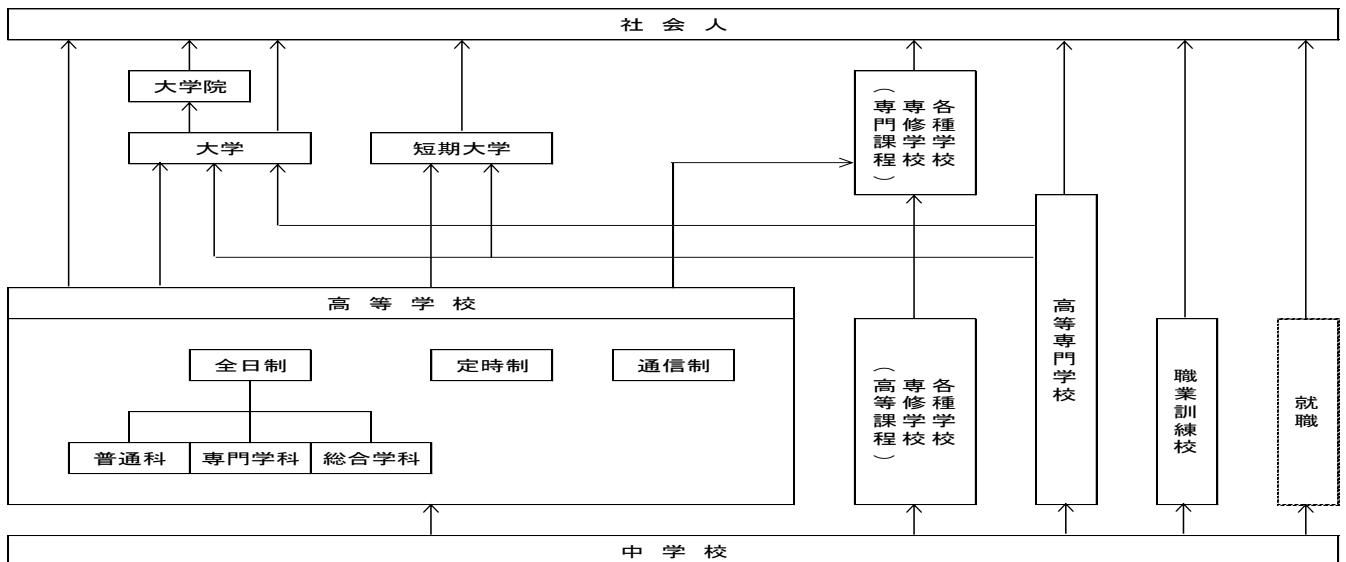 社会人
大学院
大学
短期大学
各種学校
専修学校
（専門課程）
高等学校
全日制
定時制
通信制
普通科
専門学科
総合学科
各種学校
専修学校
（高等課程）
高等専門学校
職業訓練校
就職
中学校